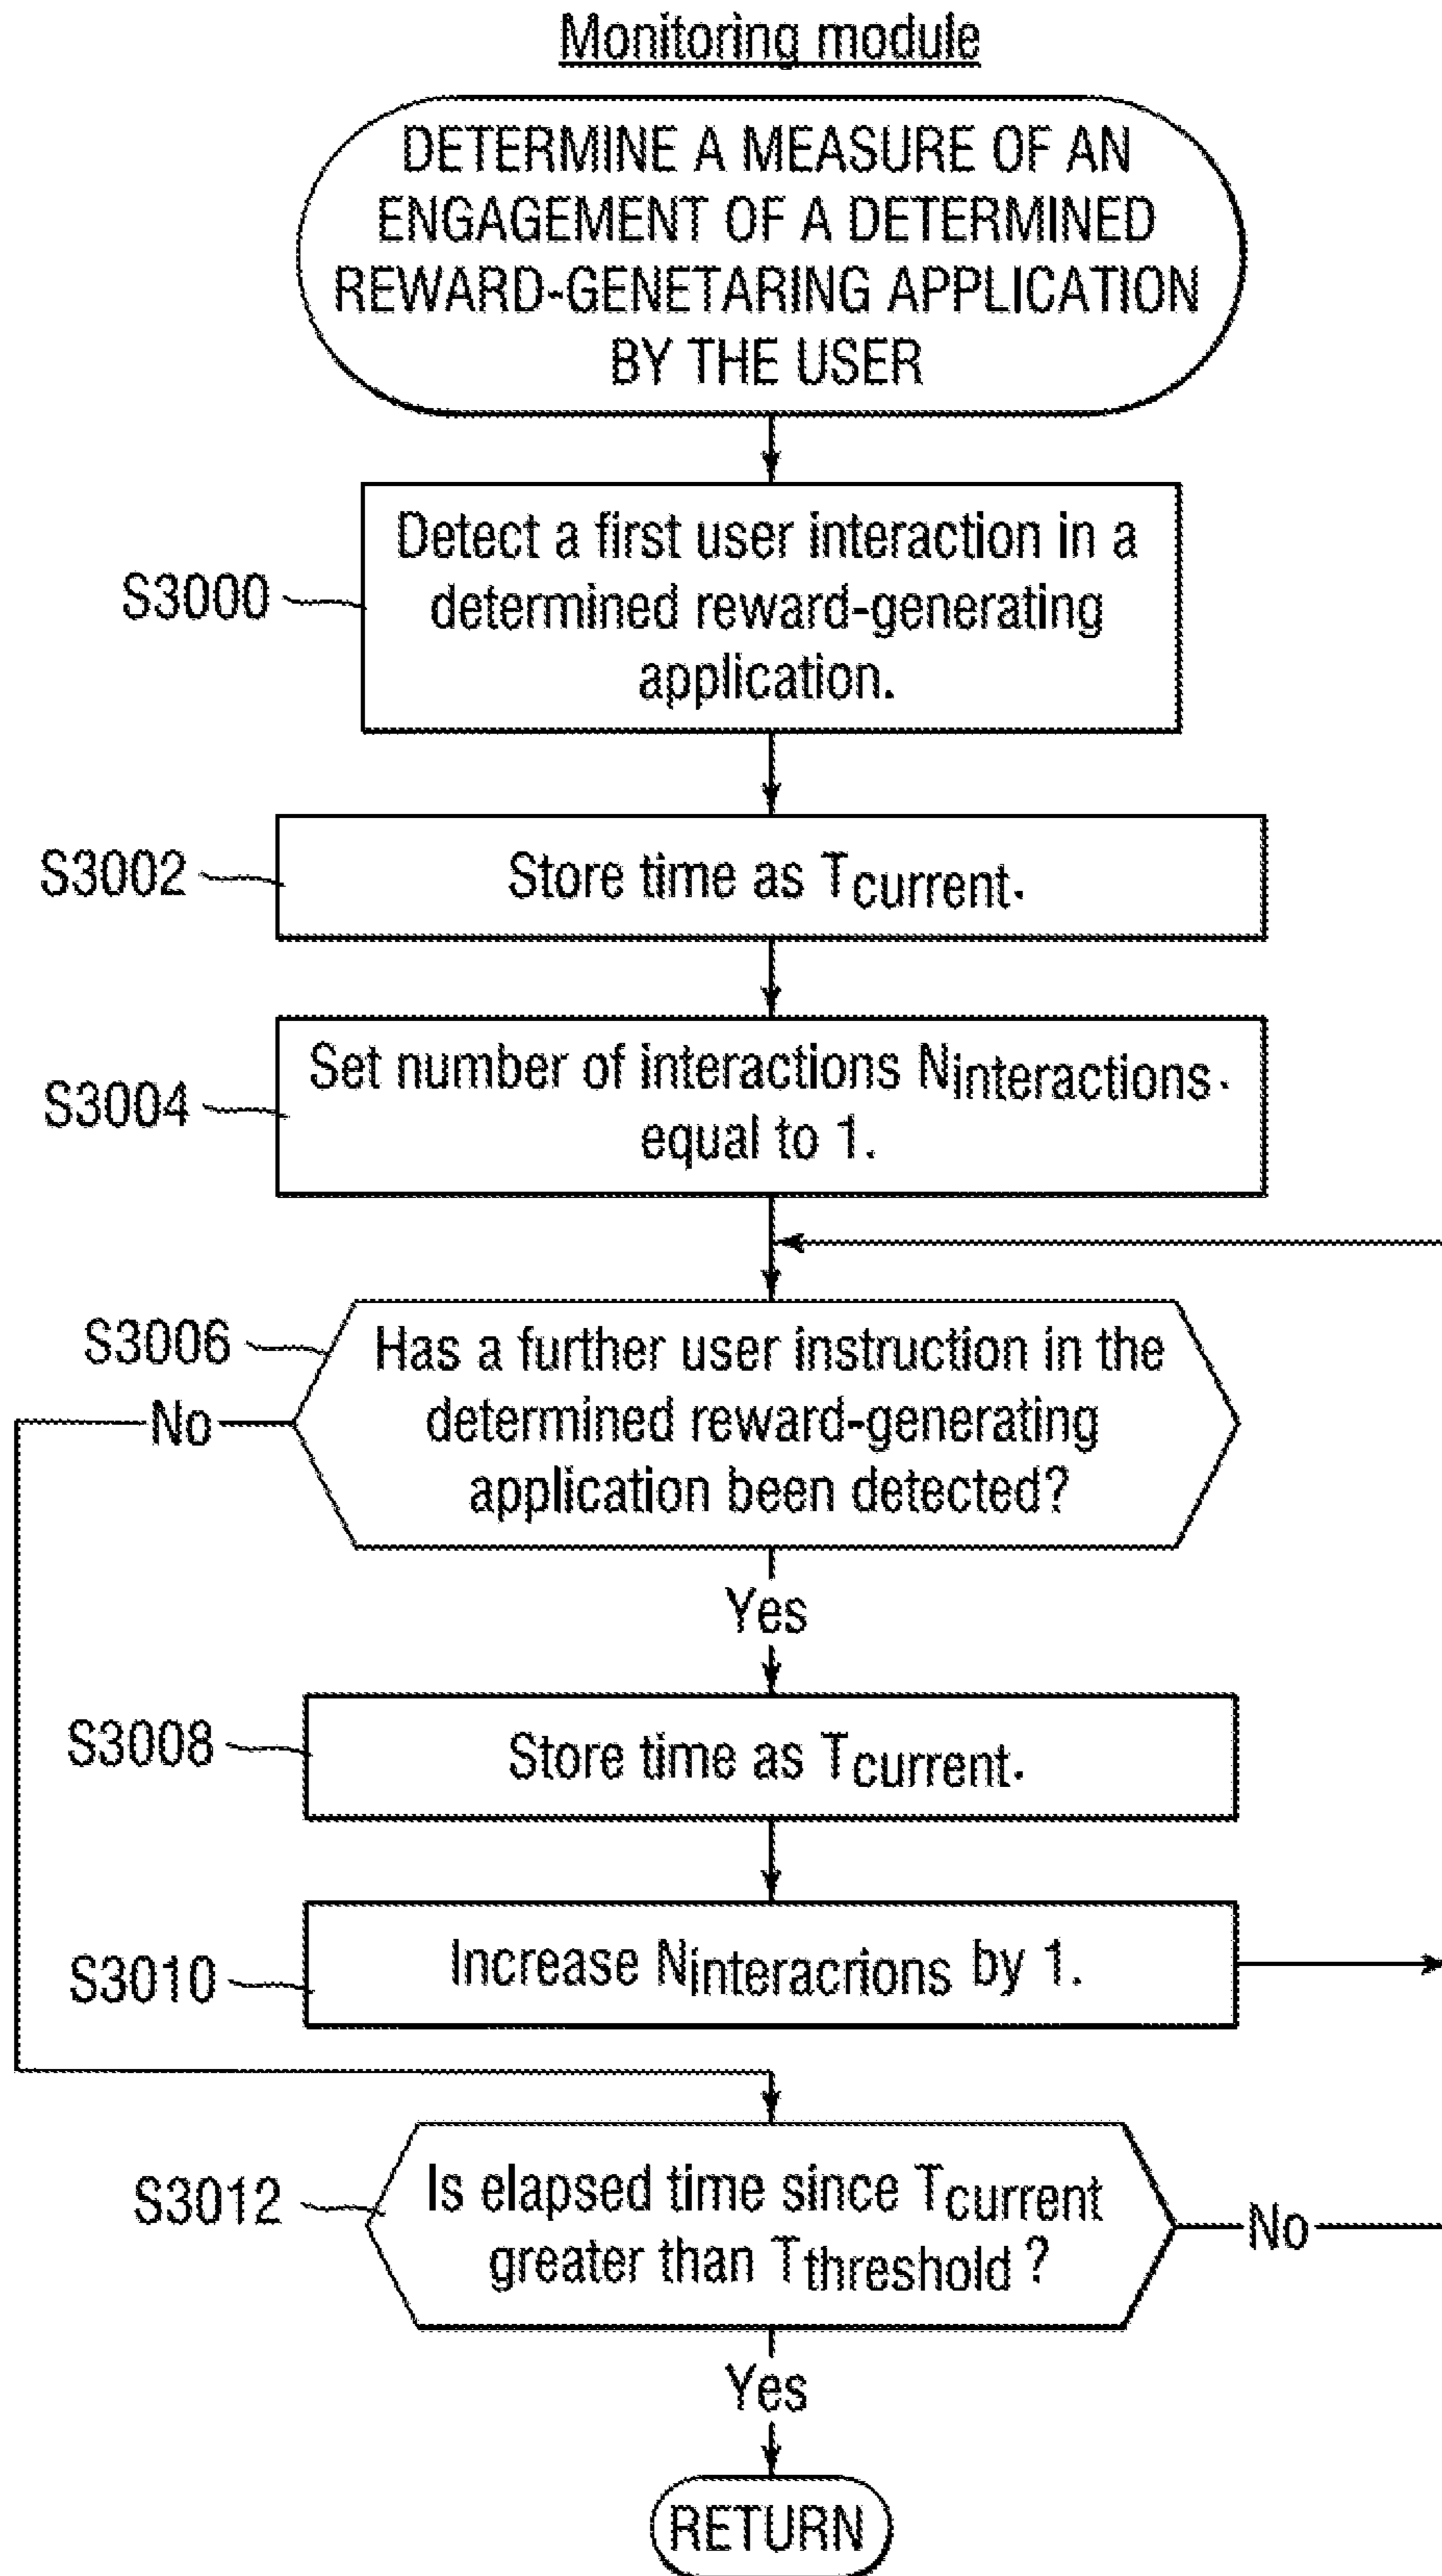 Monitoring module
DETERMINE A MEASURE OF AN
ENGAGEMENT OF A DETERMINED
REWARD-GENETARING APPLICATION
BY THE USER
S3000
Detect a first user interaction in a
determined reward-generating
application.
S3002
Store time as Tcurrent.
S3004
Set number of interactions Ninteractions.
equal to 1.
S3006
Has a further user instruction in the
determined reward-generating
application been detected?
No
Yes
S3008
Store time as Tcurrent.
S3010
Increase Ninteracrions by 1.
S3012
Is elapsed time since Tcurrent
greater than Tthreshold?
No
Yes
RETURN